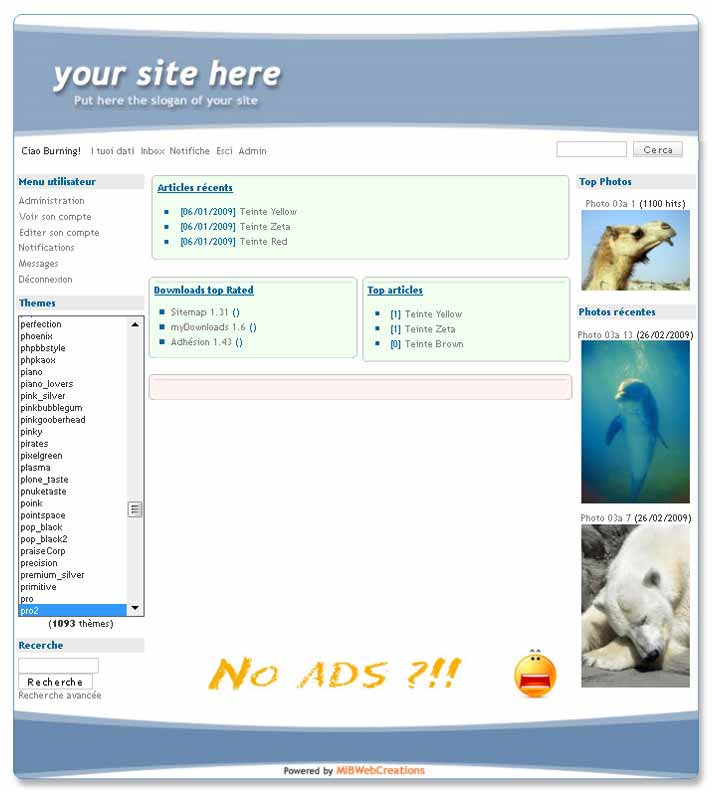 your site here
Put here the slogan of your site
Ciao Burning! I tuoi dati Inbox Notifiche Esci Admin
Cerca
Menu utilisateur
Administration
Voir son compte
Editer son compte
Notifications
Messages
Déconnexion
Themes
perfection
phoenix
phpbbstyle
phpkaox
piano
piano_lovers
pink_silver
pinkbubblegum
pinkgooberhead
pinky
pirates
pixelgreen
plasma
plone_taste
pnuketaste
poink
pointspace
pop_black
pop_black2
praiseCorp
precision
premium_silver
primitive
pro
pro2
(1093 thèmes)
Recerche
Recherche
Recherche avancée
Articles récents
[06/01/2009] Teinte Yellow
[06/01/2009] Teinte Zeta
[06/01/2009] Teinte Red
Downloads top Rated
Sitemap 1.31 ()
myDownloads 1.6 ()
Adhésion 1.43 ()
Top articles
[1] Teinte Yellow
[1] Teinte Zeta
[0] Teinte Brown
No ADS ?!!
Top Photos
Photo 03a 1 (1100 hits)
Photos récentes
Photo 03a 13 (26/02/2009)
Photo 03a 7 (26/02/2009)
Powered by MiBWebCreations